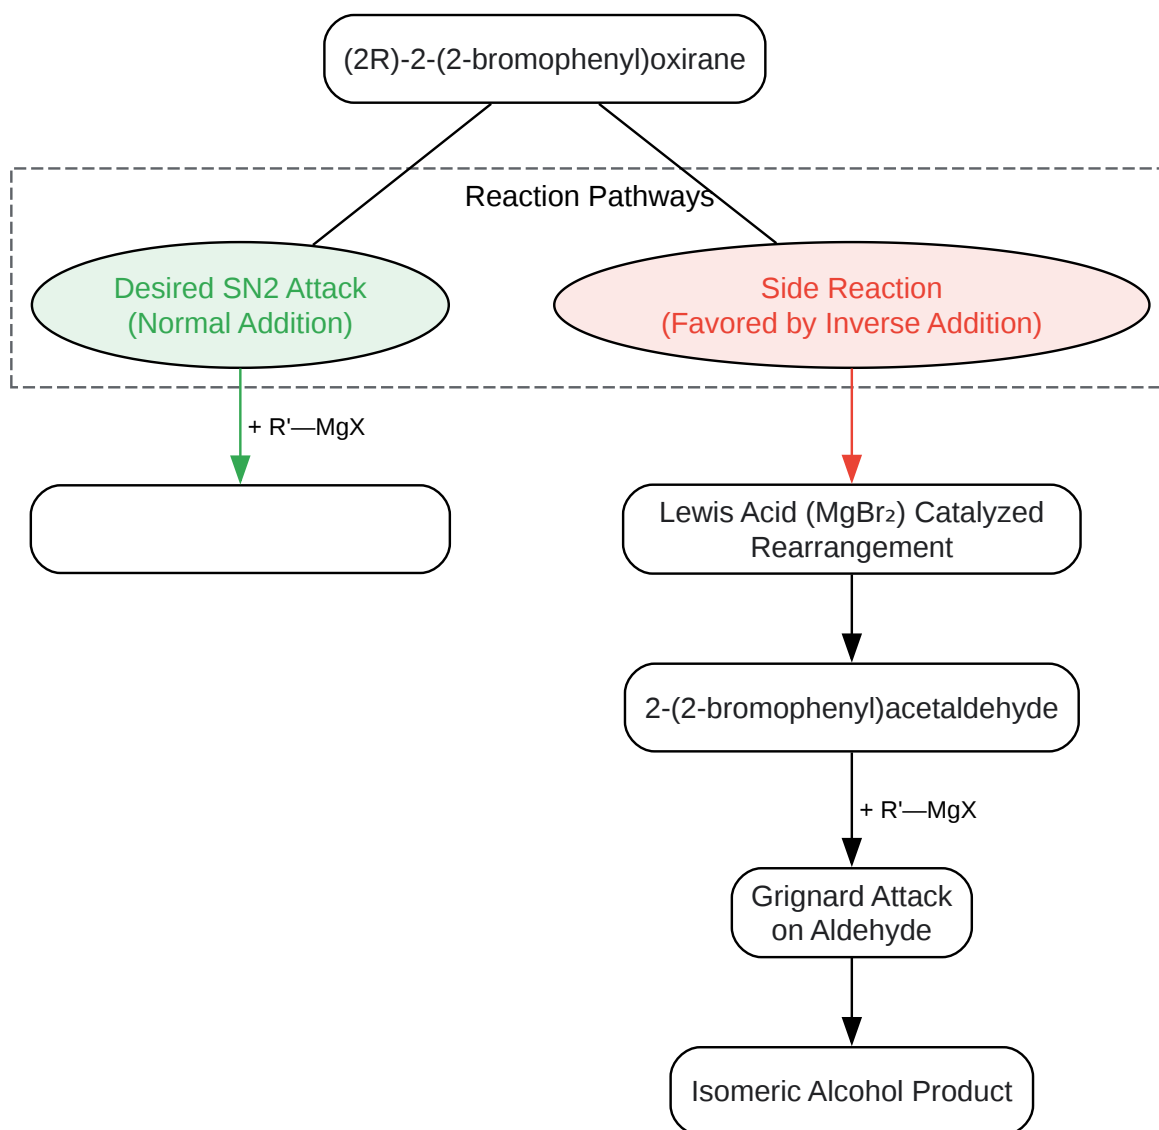 (2R)-2-(2-bromophenyl)oxirane
Reaction Pathways
Desired SN2 Attack
(Normal Addition)
Side Reaction
(Favored by Inverse Addition)
+ R'—MgX
Lewis Acid (MgBr₂) Catalyzed
Rearrangement
2-(2-bromophenyl)acetaldehyde
+ R'—MgX
Grignard Attack
on Aldehyde
Isomeric Alcohol Product